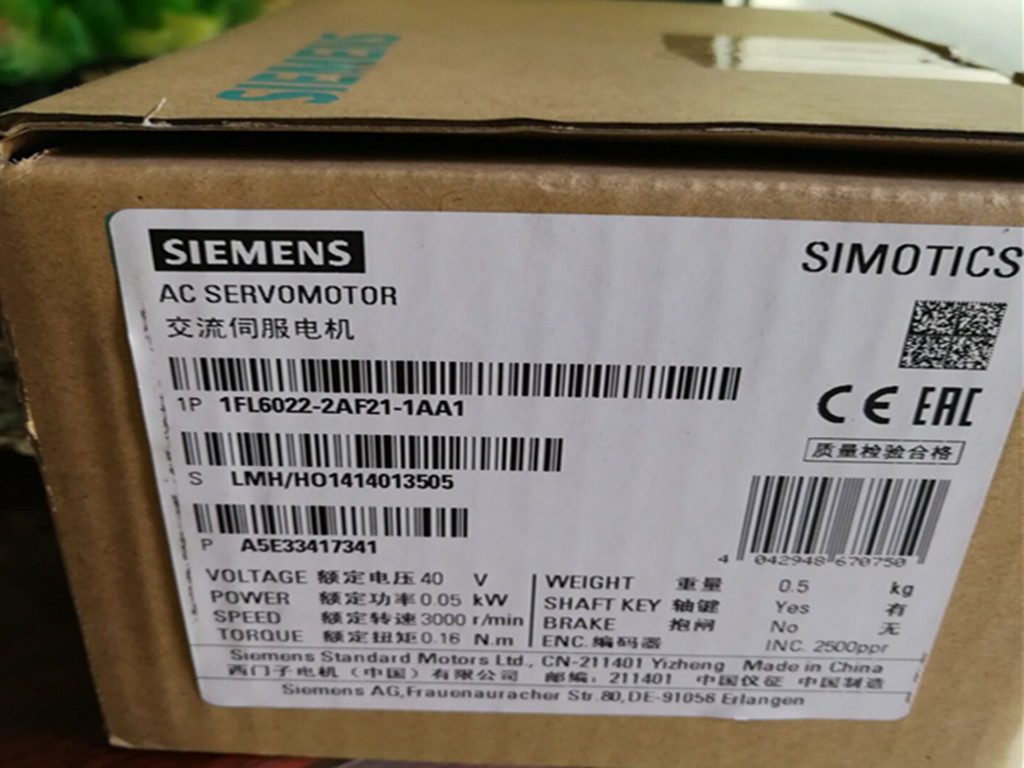 SIEMENS
SIEMENS
SIMOTICS
AC SERVOMOTOR
交流伺服电机
1P 1FL6022-2AF21-1AA1
S LMH/HO1414013505
P A5E33417341
CE EAC
质量检验合格
4 042948 670750
VOLTAGE 额定电压 40 V
POWER 额定功率 0.05 kW
SPEED 额定转速 3000 r/min
TORQUE 额定扭矩 0.16 N.m
WEIGHT 重量 0.5 kg
SHAFT KEY 轴键 Yes 有
BRAKE 抱闸 No 无
ENC. 编码器 INC. 2500ppr
Siemens Standard Motors Ltd., CN-211401 Yizheng Made in China
西门子电机（中国）有限公司 邮编: 211401 中国仪征 中国制造
Siemens AG,Frauenauracher Str.80,DE-91056 Erlangen